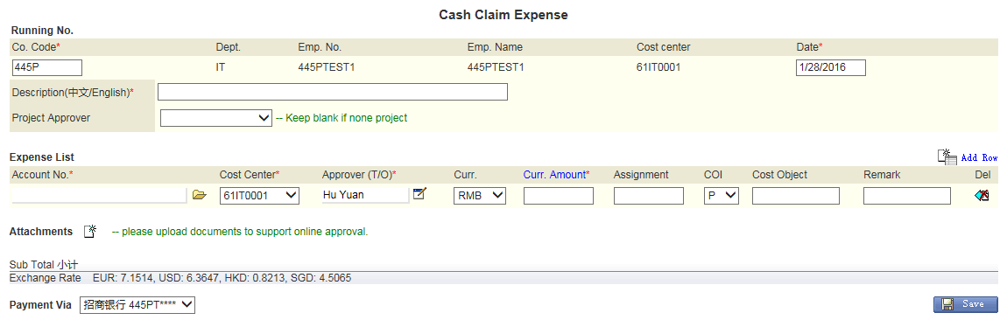 Cash Claim Expense
Running No.
Co. Code* Dept. Emp. No. Emp. Name Cost center Date*
445P IT 445PTEST1 445PTEST1 61IT0001 1/28/2016
Description(中文/English)*
Project Approver -- Keep blank if none project
Expense List Add Row
Account No.* Cost Center* Approver (T/O)* Curr. Curr. Amount* Assignment COI Cost Object Remark Del
61IT0001 Hu Yuan RMB P
Attachments -- please upload documents to support online approval.
Sub Total 小计
Exchange Rate EUR: 7.1514, USD: 6.3647, HKD: 0.8213, SGD: 4.5065
Payment Via 招商银行 445PT**** Save